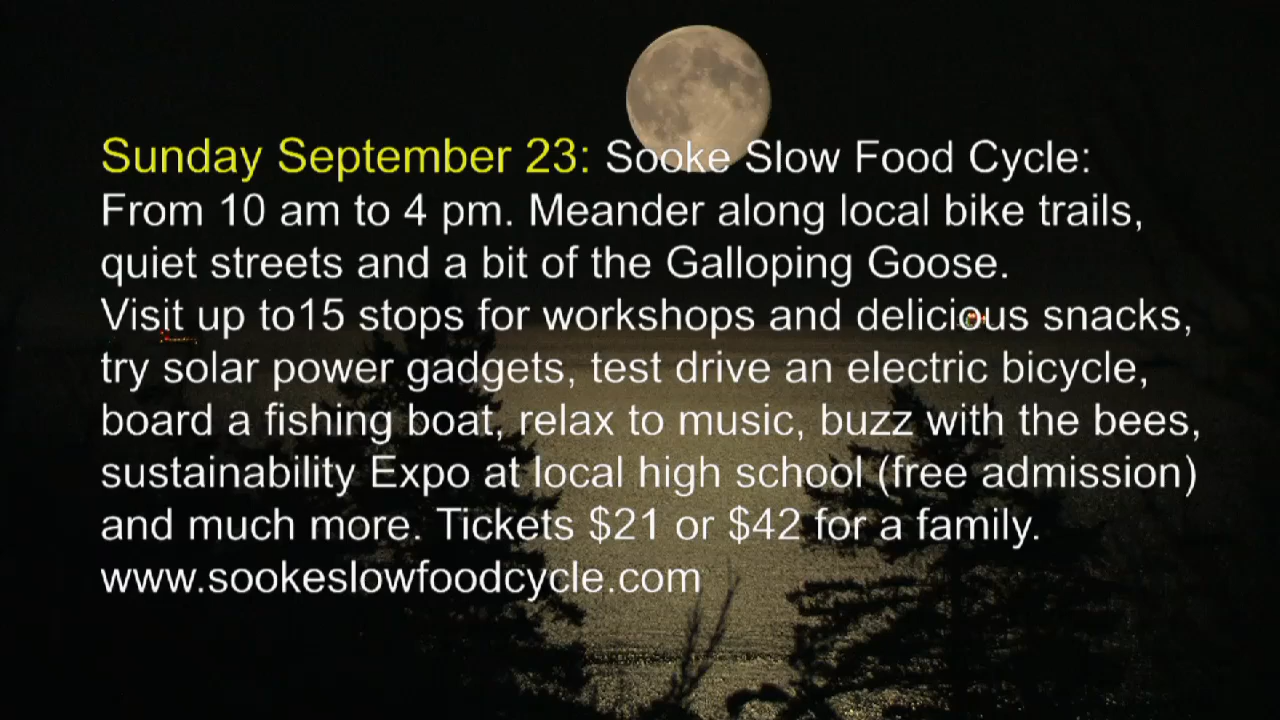 Sunday September 23: Sooke Slow Food Cycle:
From 10 am to 4 pm. Meander along local bike trails,
quiet streets and a bit of the Galloping Goose.
Visit up to15 stops for workshops and delicious snacks,
try solar power gadgets, test drive an electric bicycle,
board a fishing boat, relax to music, buzz with the bees,
sustainability Expo at local high school (free admission)
and much more. Tickets $21 or $42 for a family.
www.sookeslowfoodcycle.com